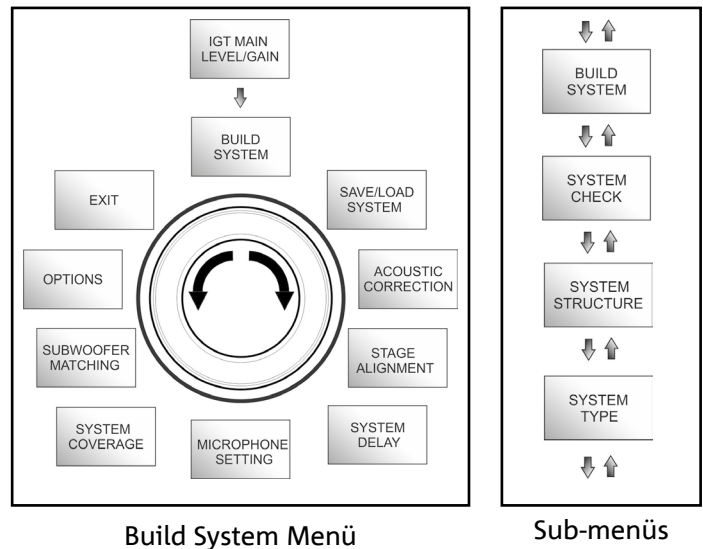 IGT MAIN
LEVEL/GAIN
BUILD
SYSTEM
EXIT
SAVE/LOAD
SYSTEM
OPTIONS
ACOUSTIC
CORRECTION
SUBWOOFER
MATCHING
STAGE
ALIGNMENT
SYSTEM
COVERAGE
MICROPHONE
SETTING
SYSTEM
DELAY
Build System Menü
BUILD
SYSTEM
SYSTEM
CHECK
SYSTEM
STRUCTURE
SYSTEM
TYPE
Sub-menüs